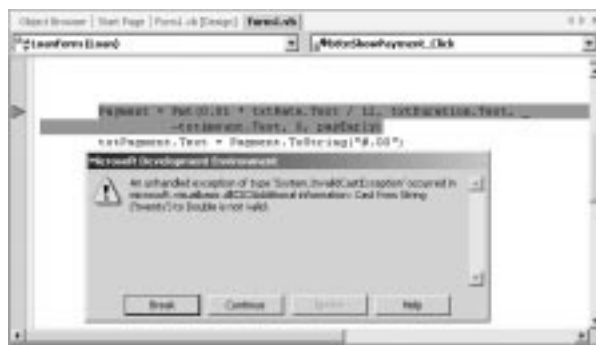 Object Browser | Start Page | Form1.vb [Design] | Form1.vb
LoanForm (Loan)
bttnShowPayment_Click
Payment = Pmt(0.01 * txtRate.Text / 12, txtDuration.Text, _
-txtAmount.Text, 0, payEarly)
txtPayment.Text = Payment.ToString("#.00")
Microsoft Development Environment
An unhandled exception of type 'System.InvalidCastException' occurred in
microsoft.visualbasic.dll Additional information: Cast from String
('twenty') to Double is not valid.
Break Continue Ignore Help